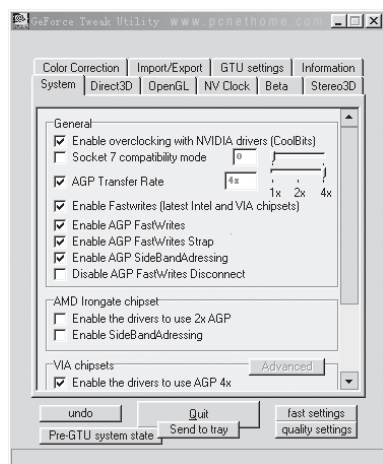 GeForce Tweak Utility www.pcnethome.com
Color Correction Import/Export GTU settings Information
System Direct3D OpenGL NV Clock Beta Stereo3D
General
Enable overclocking with NVIDIA drivers (CoolBits)
Socket 7 compatibility mode 0
AGP Transfer Rate 4x
1x 2x 4x
Enable Fastwrites (latest Intel and VIA chipsets)
Enable AGP FastWrites
Enable AGP FastWrites Strap
Enable AGP SideBandAdressing
Disable AGP FastWrites Disconnect
AMD Irongate chipset
Enable the drivers to use 2x AGP
Enable SideBandAdressing
VIA chipsets Advanced
Enable the drivers to use AGP 4x
undo Quit fast settings
Pre-GTU system state Send to tray quality settings